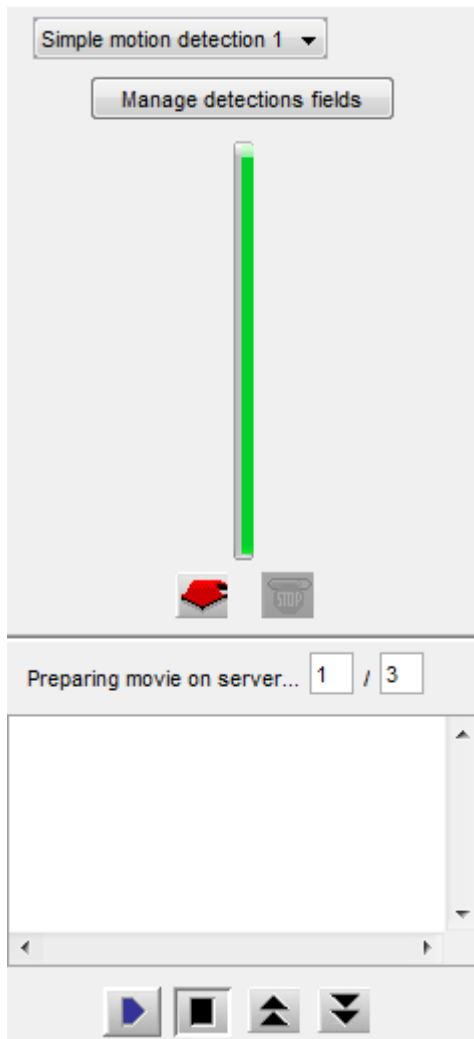 Simple motion detection 1
Manage detections fields
STOP
Preparing movie on server... 1 / 3